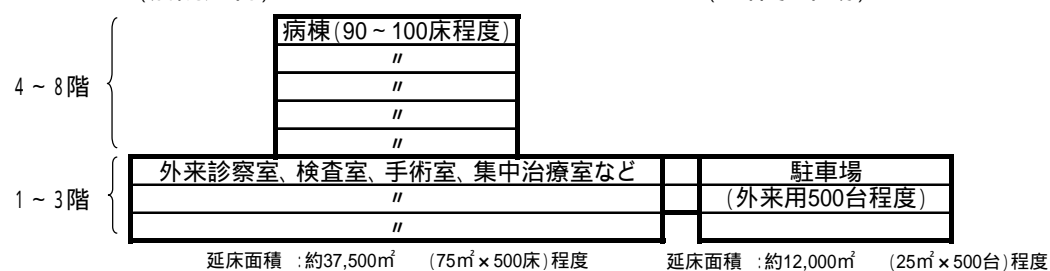 病棟(90~100床程度)
〃
4~8階
〃
〃
〃
外来診察室、検査室、手術室、集中治療室など
駐車場
1~3階
〃
(外来用500台程度)
〃
延床面積 :約37,500㎡ (75㎡×500床)程度
延床面積 :約12,000㎡ (25㎡×500台)程度